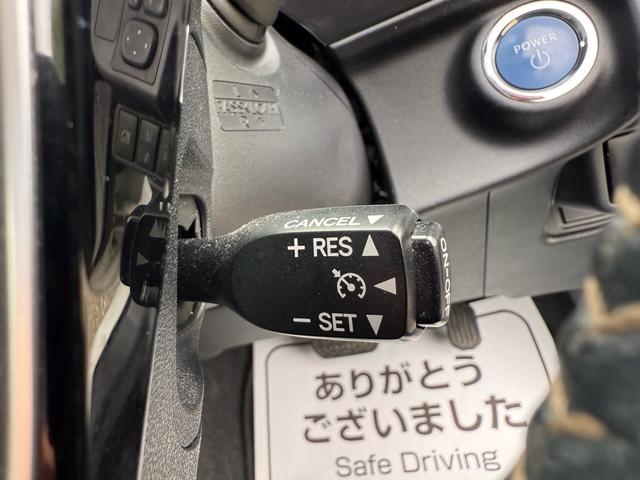 POWER
CANCEL ▼
+ RES ▲
◀
− SET ▼
ON-OFF
ありがとう
ございました
Safe Driving